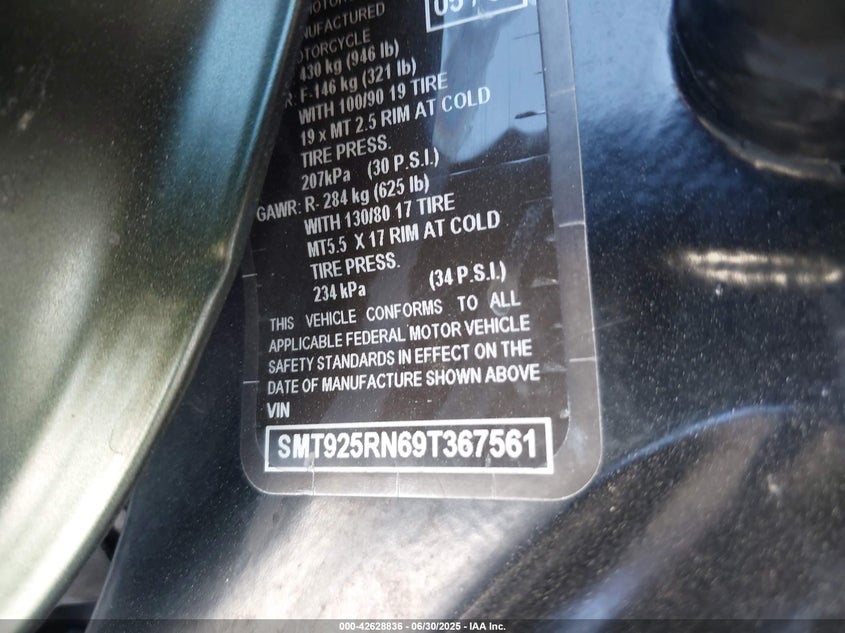 MOTOR
NUFACTURED
OTORCYCLE
430 kg (946 lb)
R: F-146 kg (321 lb)
WITH 100/90 19 TIRE
19 x MT 2.5 RIM AT COLD
TIRE PRESS.
207kPa (30 P.S.I.)
GAWR: R- 284 kg (625 lb)
WITH 130/80 17 TIRE
MT5.5 X 17 RIM AT COLD
TIRE PRESS.
234 kPa (34 P.S.I.)
THIS VEHICLE CONFORMS TO ALL
APPLICABLE FEDERAL MOTOR VEHICLE
SAFETY STANDARDS IN EFFECT ON THE
DATE OF MANUFACTURE SHOWN ABOVE
VIN
SMT925RN69T367561
000-42628836 - 06/30/2025 - IAA Inc.